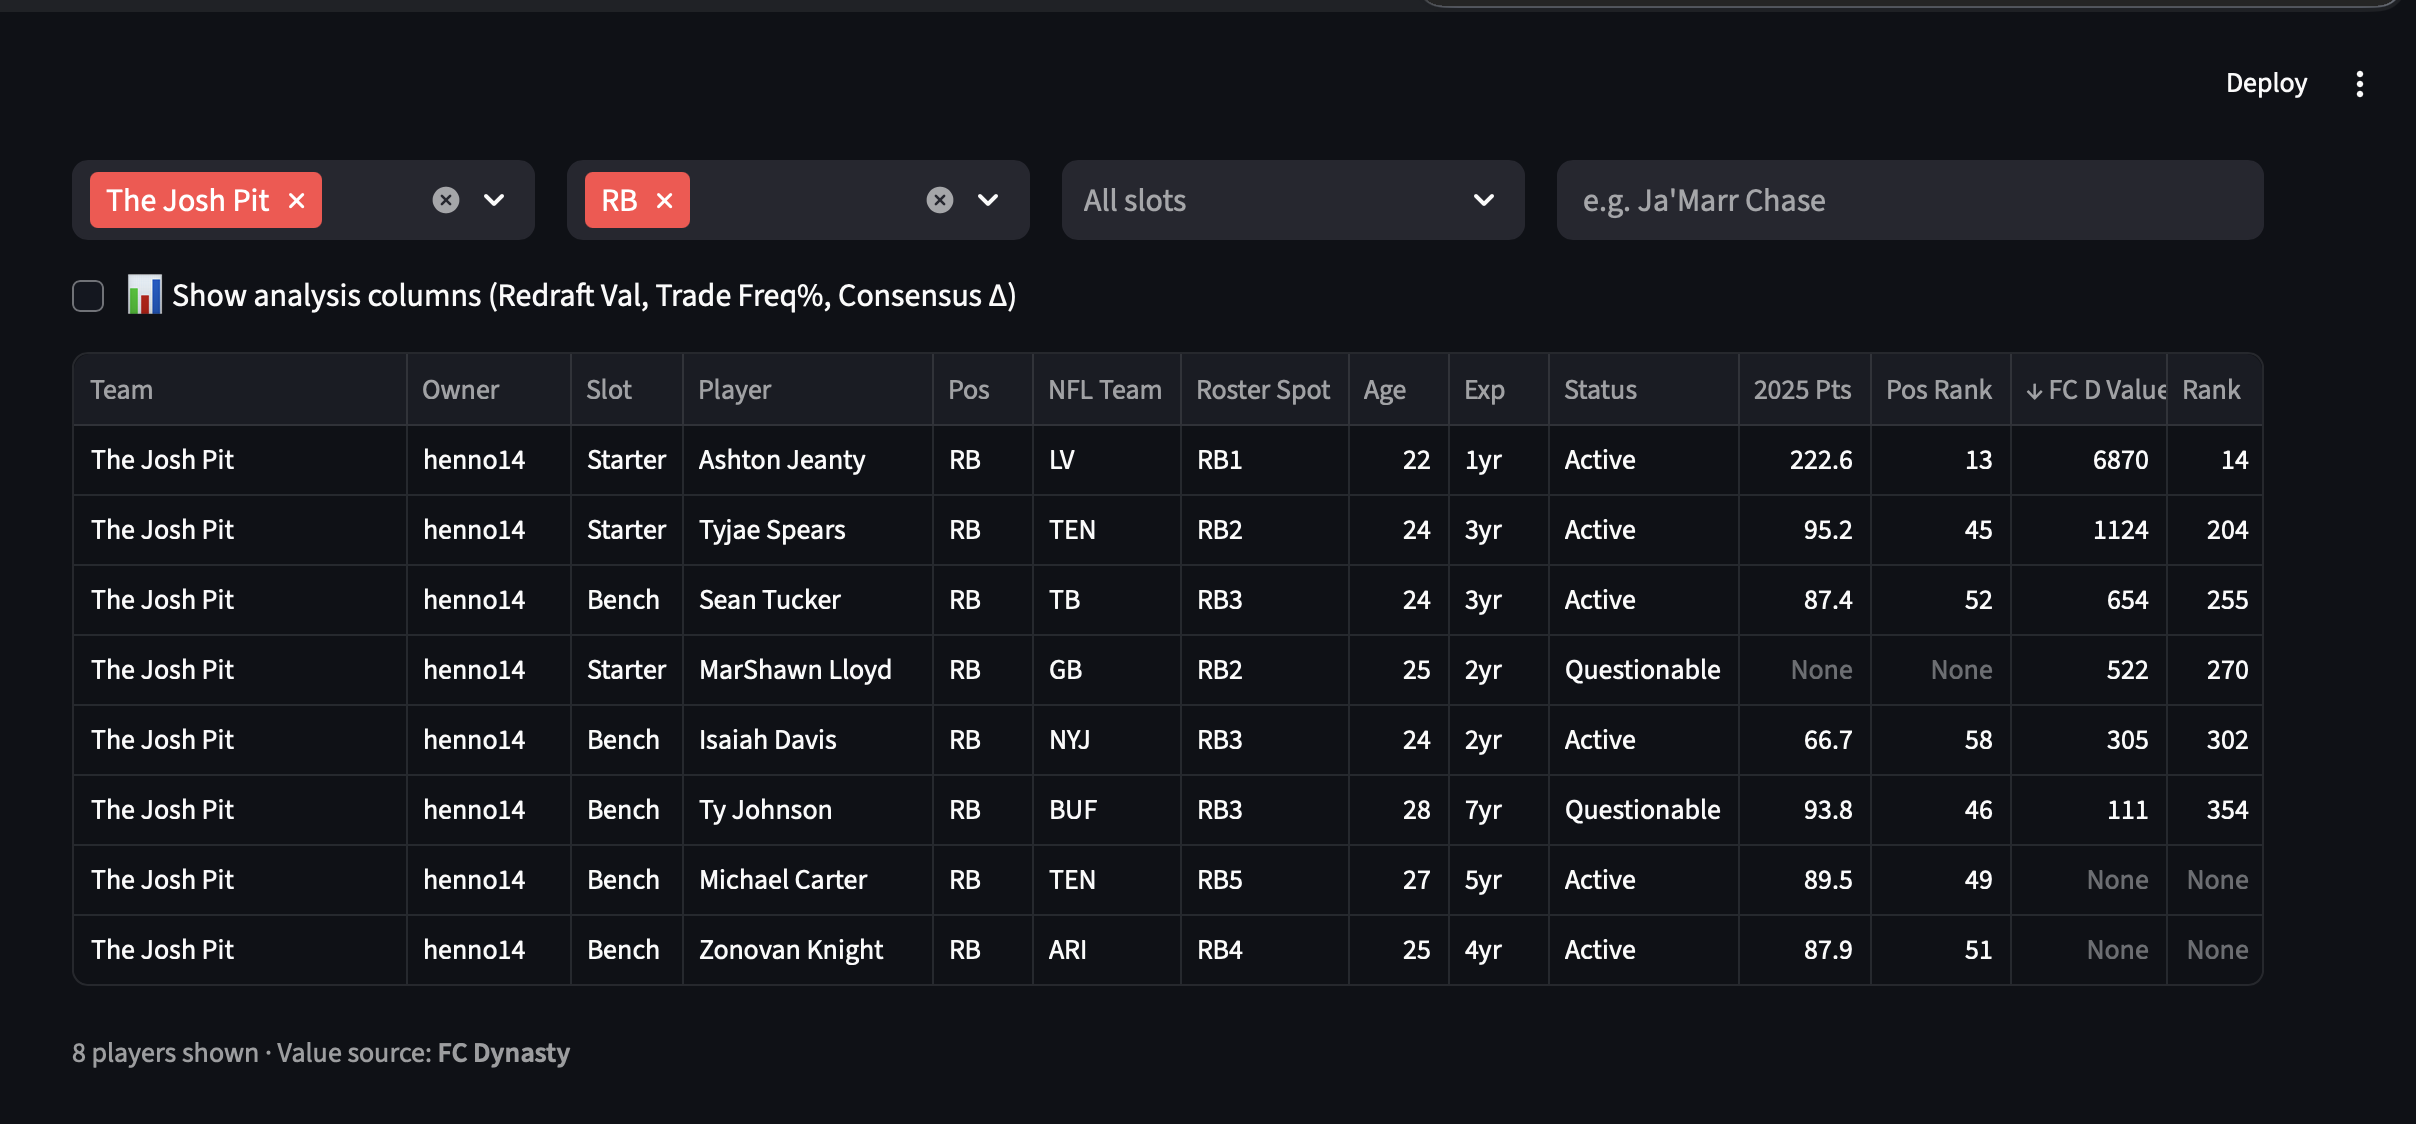 Deploy
The Josh Pit RB All slots e.g. Ja'Marr Chase
Show analysis columns (Redraft Val, Trade Freq%, Consensus Δ)
Team Owner Slot Player Pos NFL Team Roster Spot Age Exp Status 2025 Pts Pos Rank ↓ FC D Value Rank
The Josh Pit henno14 Starter Ashton Jeanty RB LV RB1 22 1yr Active 222.6 13 6870 14
The Josh Pit henno14 Starter Tyjae Spears RB TEN RB2 24 3yr Active 95.2 45 1124 204
The Josh Pit henno14 Bench Sean Tucker RB TB RB3 24 3yr Active 87.4 52 654 255
The Josh Pit henno14 Starter MarShawn Lloyd RB GB RB2 25 2yr Questionable None None 522 270
The Josh Pit henno14 Bench Isaiah Davis RB NYJ RB3 24 2yr Active 66.7 58 305 302
The Josh Pit henno14 Bench Ty Johnson RB BUF RB3 28 7yr Questionable 93.8 46 111 354
The Josh Pit henno14 Bench Michael Carter RB TEN RB5 27 5yr Active 89.5 49 None None
The Josh Pit henno14 Bench Zonovan Knight RB ARI RB4 25 4yr Active 87.9 51 None None
8 players shown · Value source: FC Dynasty